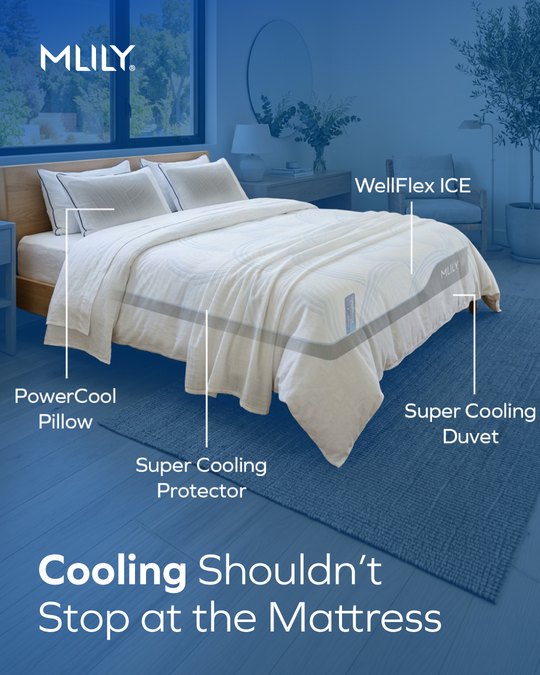 MLILY®
WellFlex ICE
MLILY
PowerCool
Pillow
Super Cooling
Duvet
Super Cooling
Protector
Cooling Shouldn't
Stop at the Mattress